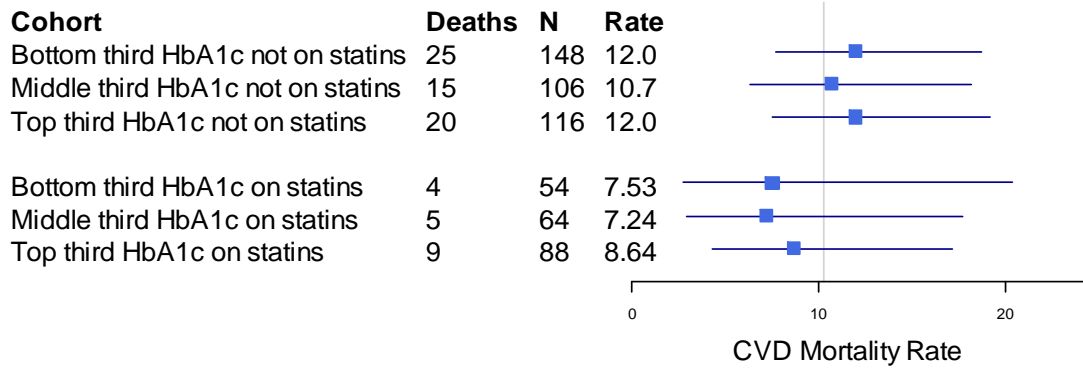 Cohort Deaths N Rate
Bottom third HbA1c not on statins 25 148 12.0
Middle third HbA1c not on statins 15 106 10.7
Top third HbA1c not on statins 20 116 12.0
Bottom third HbA1c on statins 4 54 7.53
Middle third HbA1c on statins 5 64 7.24
Top third HbA1c on statins 9 88 8.64
0 10 20
CVD Mortality Rate